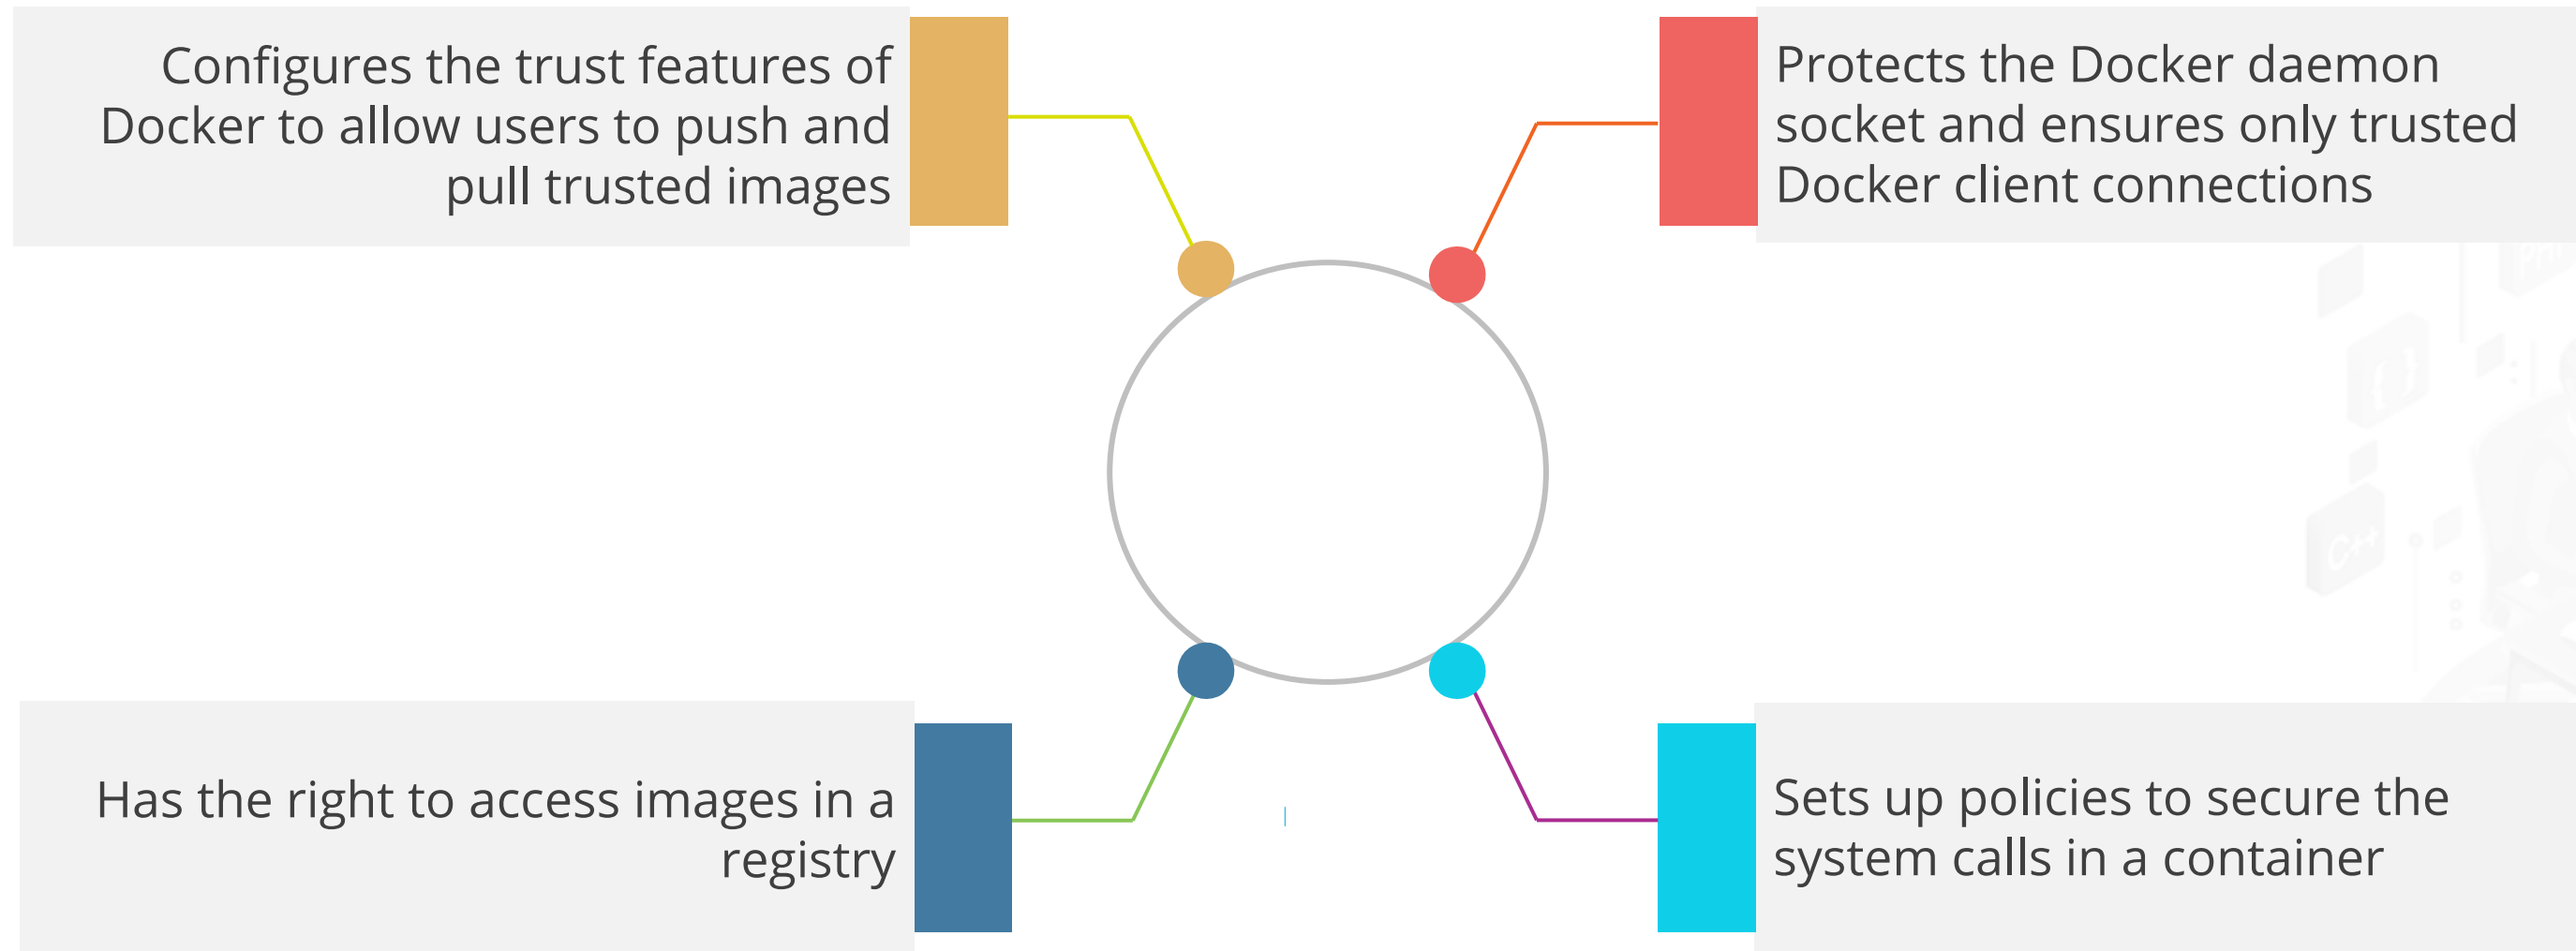 Configures the trust features of
Docker to allow users to push and
pull trusted images
Protects the Docker daemon
socket and ensures only trusted
Docker client connections
{ }
C++
Has the right to access images in a
registry
Sets up policies to secure the
system calls in a container